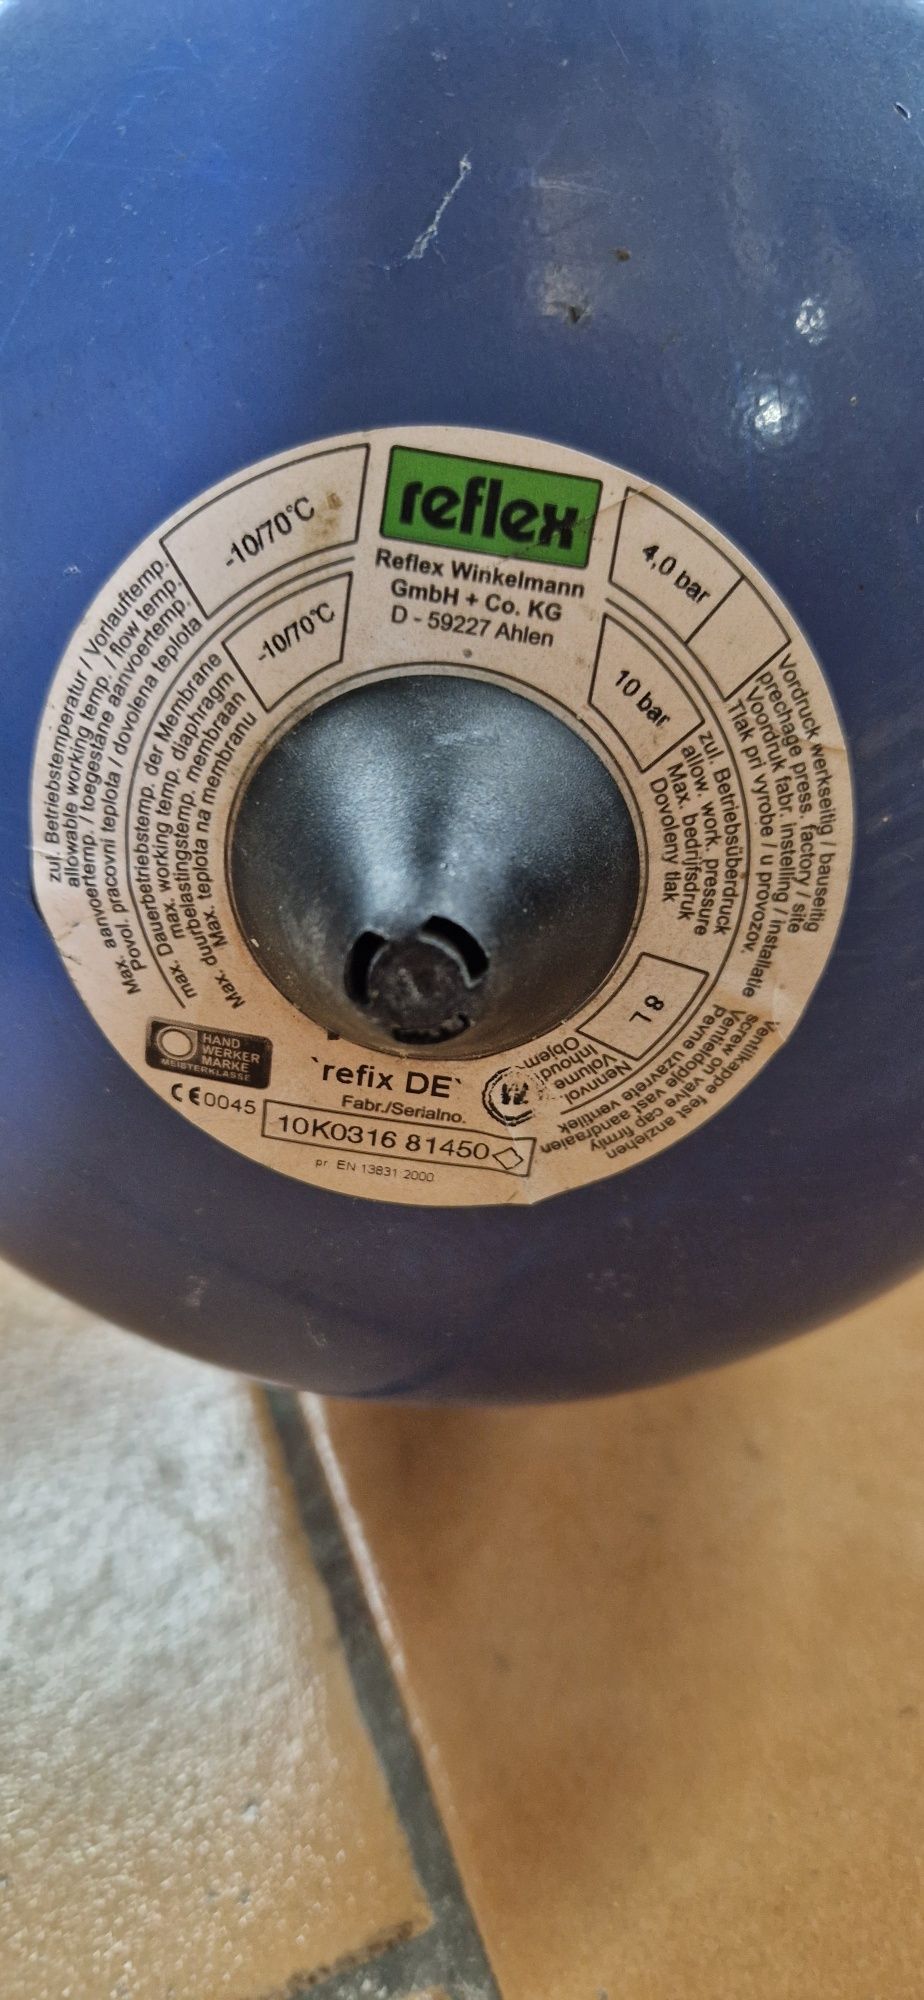 reflex
Reflex Winkelmann
GmbH + Co. KG
D - 59227 Ahlen
4,0 bar
Vordruck werkseitig / bauseitig
prechage press. factory / site
Voordruk fabr. instelling / installatie
Tlak pri vyrobe / u provozov.
10 bar
zul. Betriebsüberdruck
allow. work. pressure
Max. bedrijfsdruk
Dovoleny tlak
8 L
Nennvol.
Volume
Inhoud
Objem
Ventilkappe fest anziehen
screw on valve cap firmly
Ventieldopje vast aandraaien
Pevne uzavrete ventilek
-10/70°C
zul. Betriebstemperatur / Vorlauftemp.
allowable working temp. / flow temp.
Max. aanvoertemp. / toegestane aanvoertemp.
Povol. pracovni teplota / dovolena teplota
-10/70°C
max. Dauerbetriebstemp. der Membrane
max. working temp. diaphragm
Max. duurbelastingstemp. membraan
Max. teplota na membranu
HAND
WERKER
MARKE
MEISTERKLASSE
CE0045
`refix DE`
Fabr./Serialno.
10K0316 81450
pr EN 13831:2000